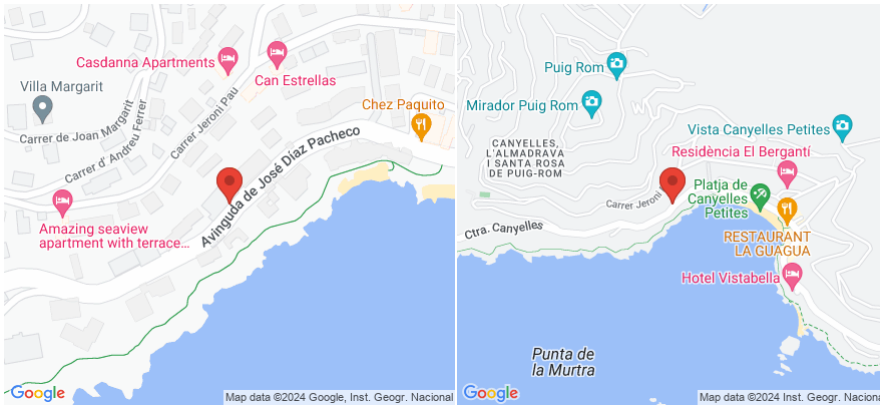 Casdanna Apartments
Can Estrellas
Villa Margarit
Chez Paquito
Carrer de Joan Margarit
Carrer d' Andreu Ferrer
Carrer Jeroni Pau
Avinguda de José Díaz Pacheco
Amazing seaview
apartment with terrace...
Google
Map data ©2024 Google, Inst. Geogr. Nacional
Puig Rom
Mirador Puig Rom
Vista Canyelles Petites
CANYELLES,
L'ALMADRAVA
I SANTA ROSA
DE PUIG-ROM
Residència El Bergantí
Carrer Jeroni
Platja de
Canyelles
Petites
Ctra. Canyelles
RESTAURANT
LA GUAGUA
Hotel Vistabella
Punta de
la Murtra
Google
Map data ©2024 Inst. Geogr. Nacional